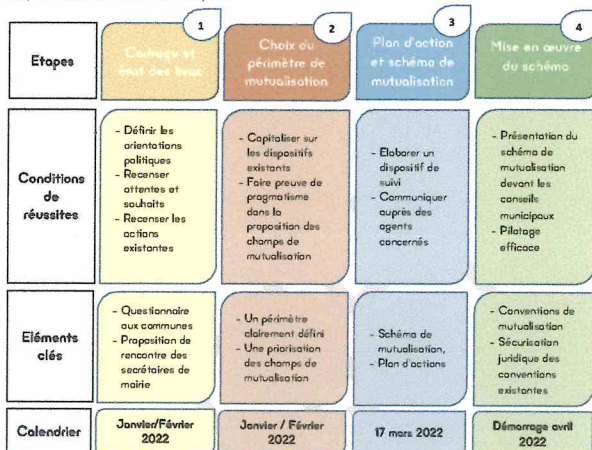 1
2
3
4
Etapes
Cadrage et
état des lieux
Choix du
périmètre de
mutualisation
Plan d'action
et schéma de
mutualisation
Mise en œuvre
du schéma
Conditions
de
réussites
- Définir les
orientations
politiques
- Recenser
attentes et
souhaits
- Recenser les
actions
existantes
- Capitaliser sur
les dispositifs
existants
- Faire preuve de
pragmatisme
dans la
proposition des
champs de
mutualisation
- Elaborer un
dispositif de
suivi
- Communiquer
auprès des
agents
concernés
- Présentation du
schéma de
mutualisation
devant les
conseils
municipaux
- Pilotage
efficace
Eléments
clés
- Questionnaire
aux communes
- Proposition de
rencontre des
secrétaires de
mairie
- Un périmètre
clairement défini
- Une priorisation
des champs de
mutualisation
- Schéma de
mutualisation,
- Plan d'actions
- Conventions de
mutualisation
- Sécurisation
juridique des
conventions
existantes
Calendrier
Janvier/Février
2022
Janvier / Février
2022
17 mars 2022
Démarrage avril
2022